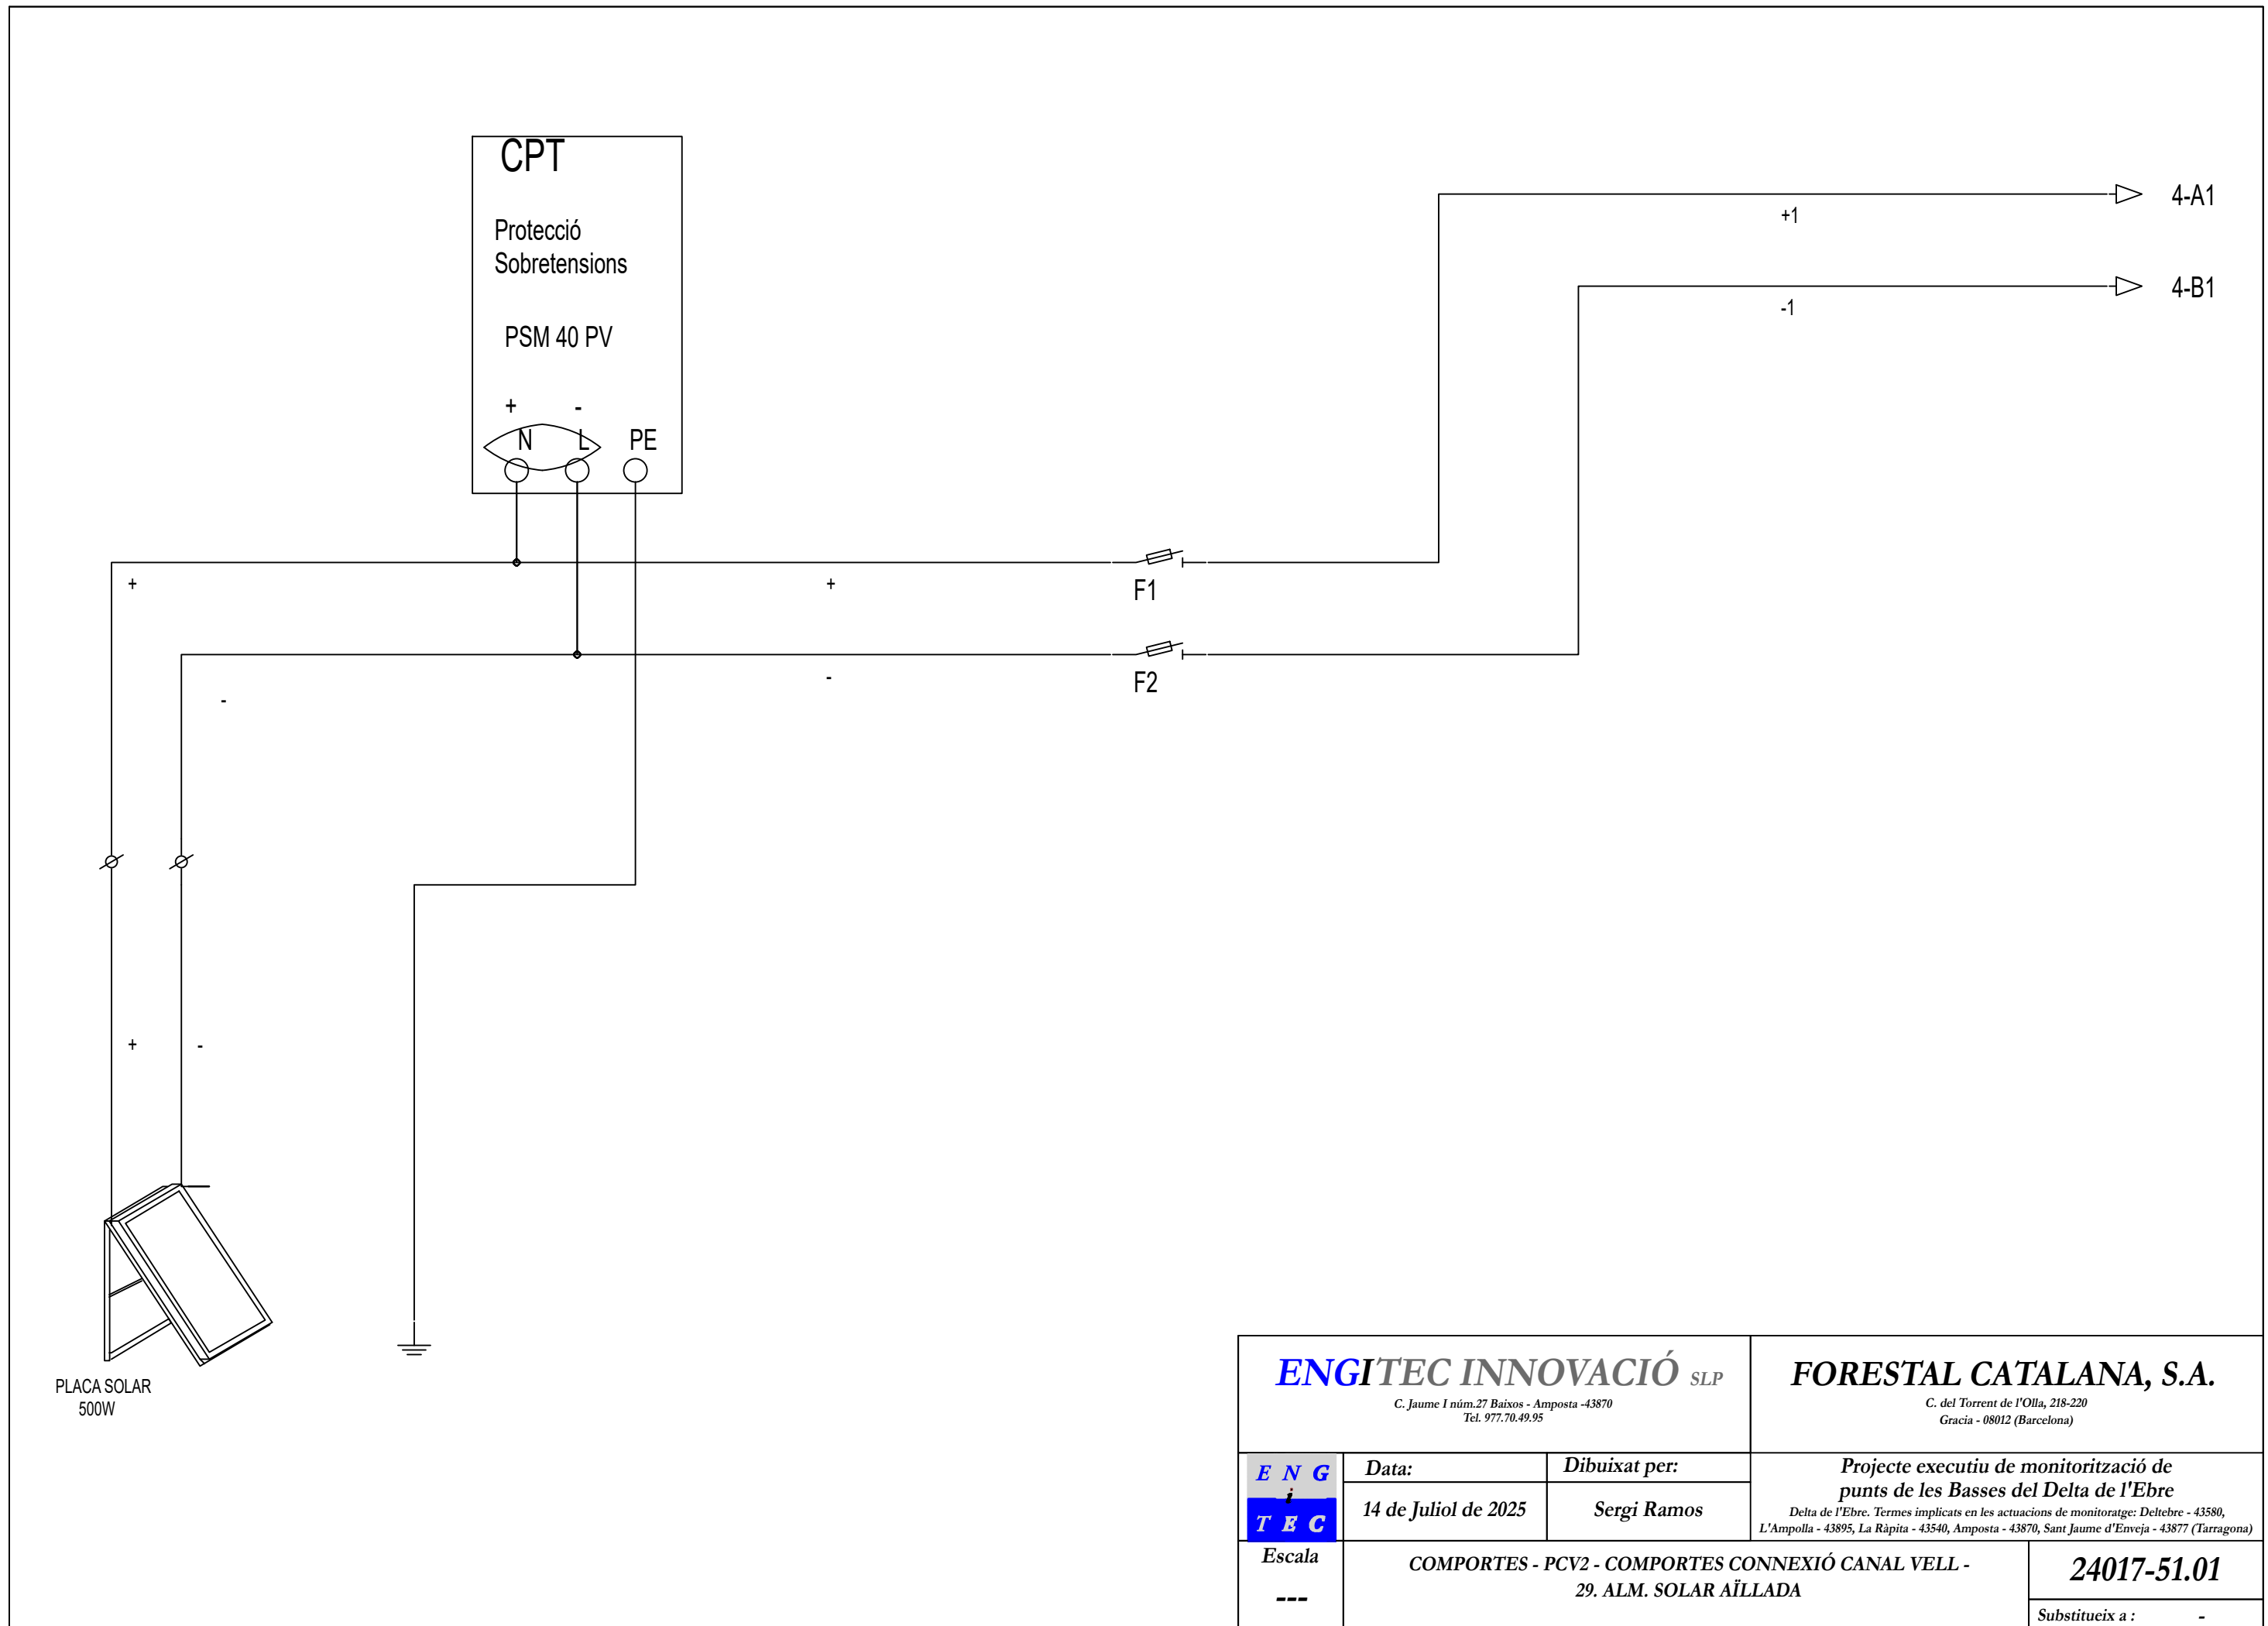 CPT
Protecció
Sobretensions
PSM 40 PV
+ -
N L PE
4-A1
+1
4-B1
-1
+ +
F1
-
F2
-
+ -
PLACA SOLAR
500W
ENGITEC INNOVACIÓ SLP
C. Jaume I núm.27 Baixos - Amposta -43870
Tel. 977.70.49.95
FORESTAL CATALANA, S.A.
C. del Torrent de l'Olla, 218-220
Gracia - 08012 (Barcelona)
E N G
i
T E C
Data:
14 de Juliol de 2025
Dibuixat per:
Sergi Ramos
Projecte executiu de monitorització de
punts de les Basses del Delta de l'Ebre
Delta de l'Ebre. Termes implicats en les actuacions de monitoratge: Deltebre - 43580,
L'Ampolla - 43895, La Ràpita - 43540, Amposta - 43870, Sant Jaume d'Enveja - 43877 (Tarragona)
Escala
---
COMPORTES - PCV2 - COMPORTES CONNEXIÓ CANAL VELL -
29. ALM. SOLAR AÏLLADA
24017-51.01
Substitueix a : -